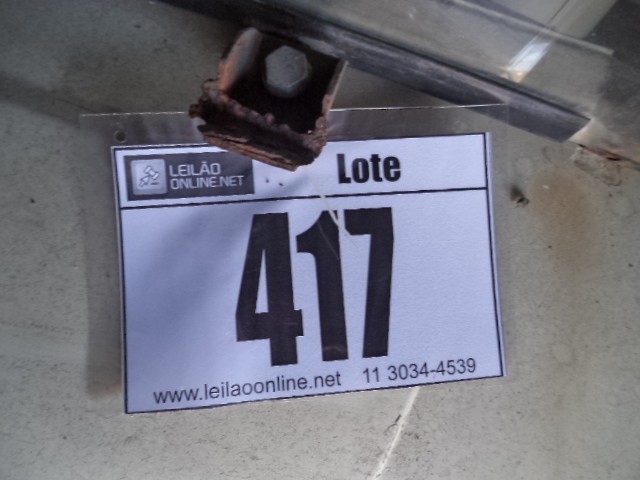 LEILÃO
ONLINE.NET
Lote
417
www.leilaoonline.net 11 3034-4539